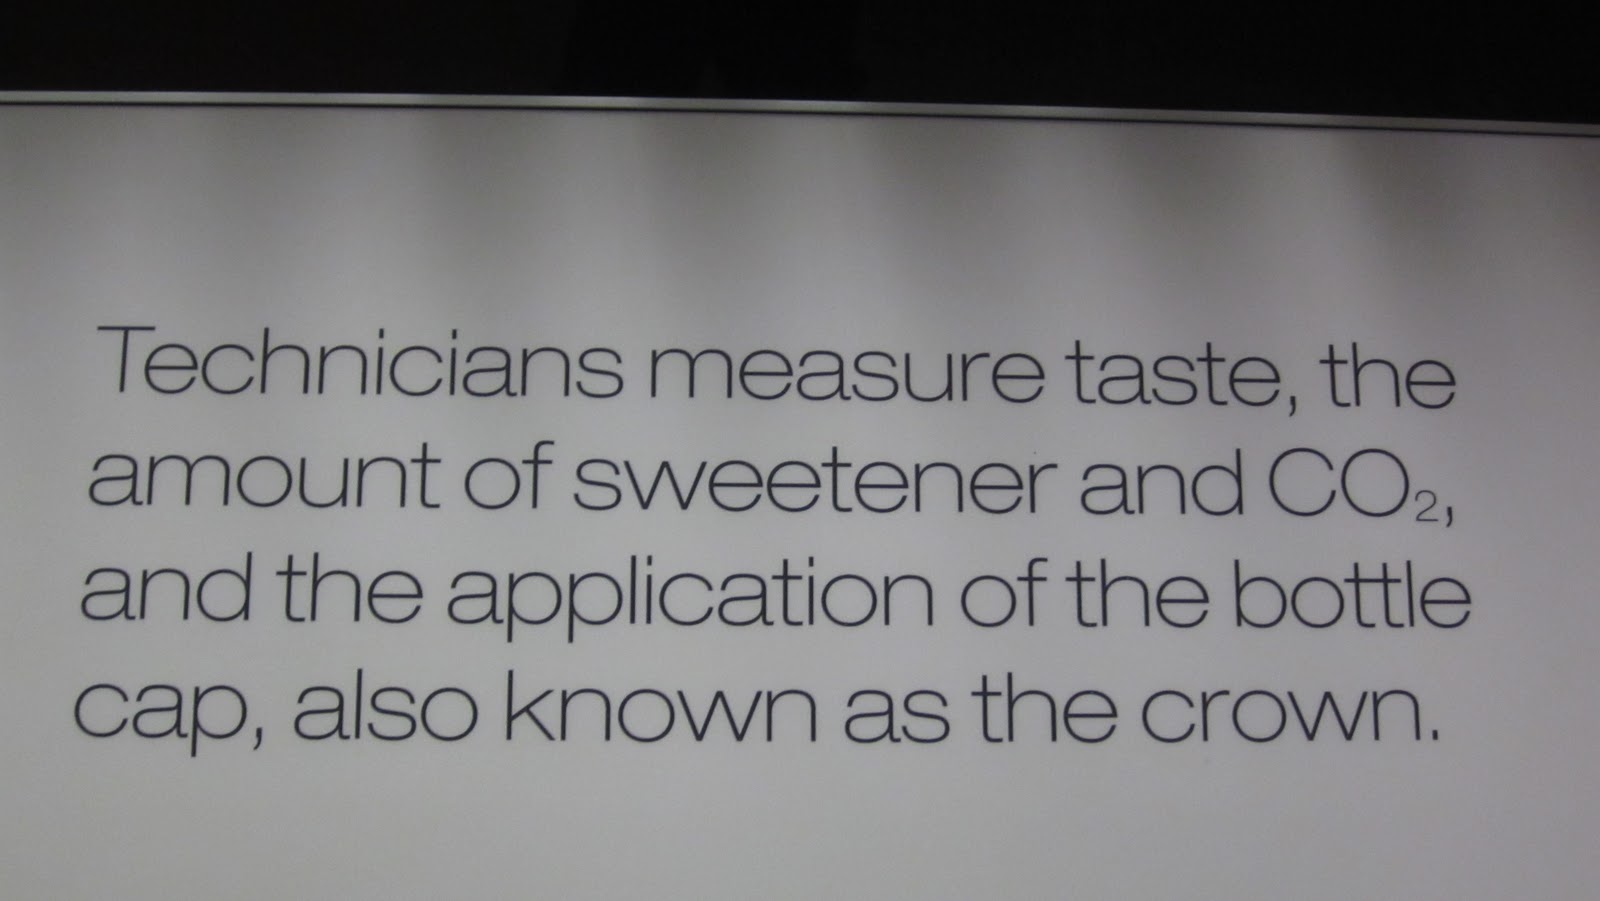 Technicians measure taste, the
amount of sweetener and CO₂,
and the application of the bottle
cap, also known as the crown.